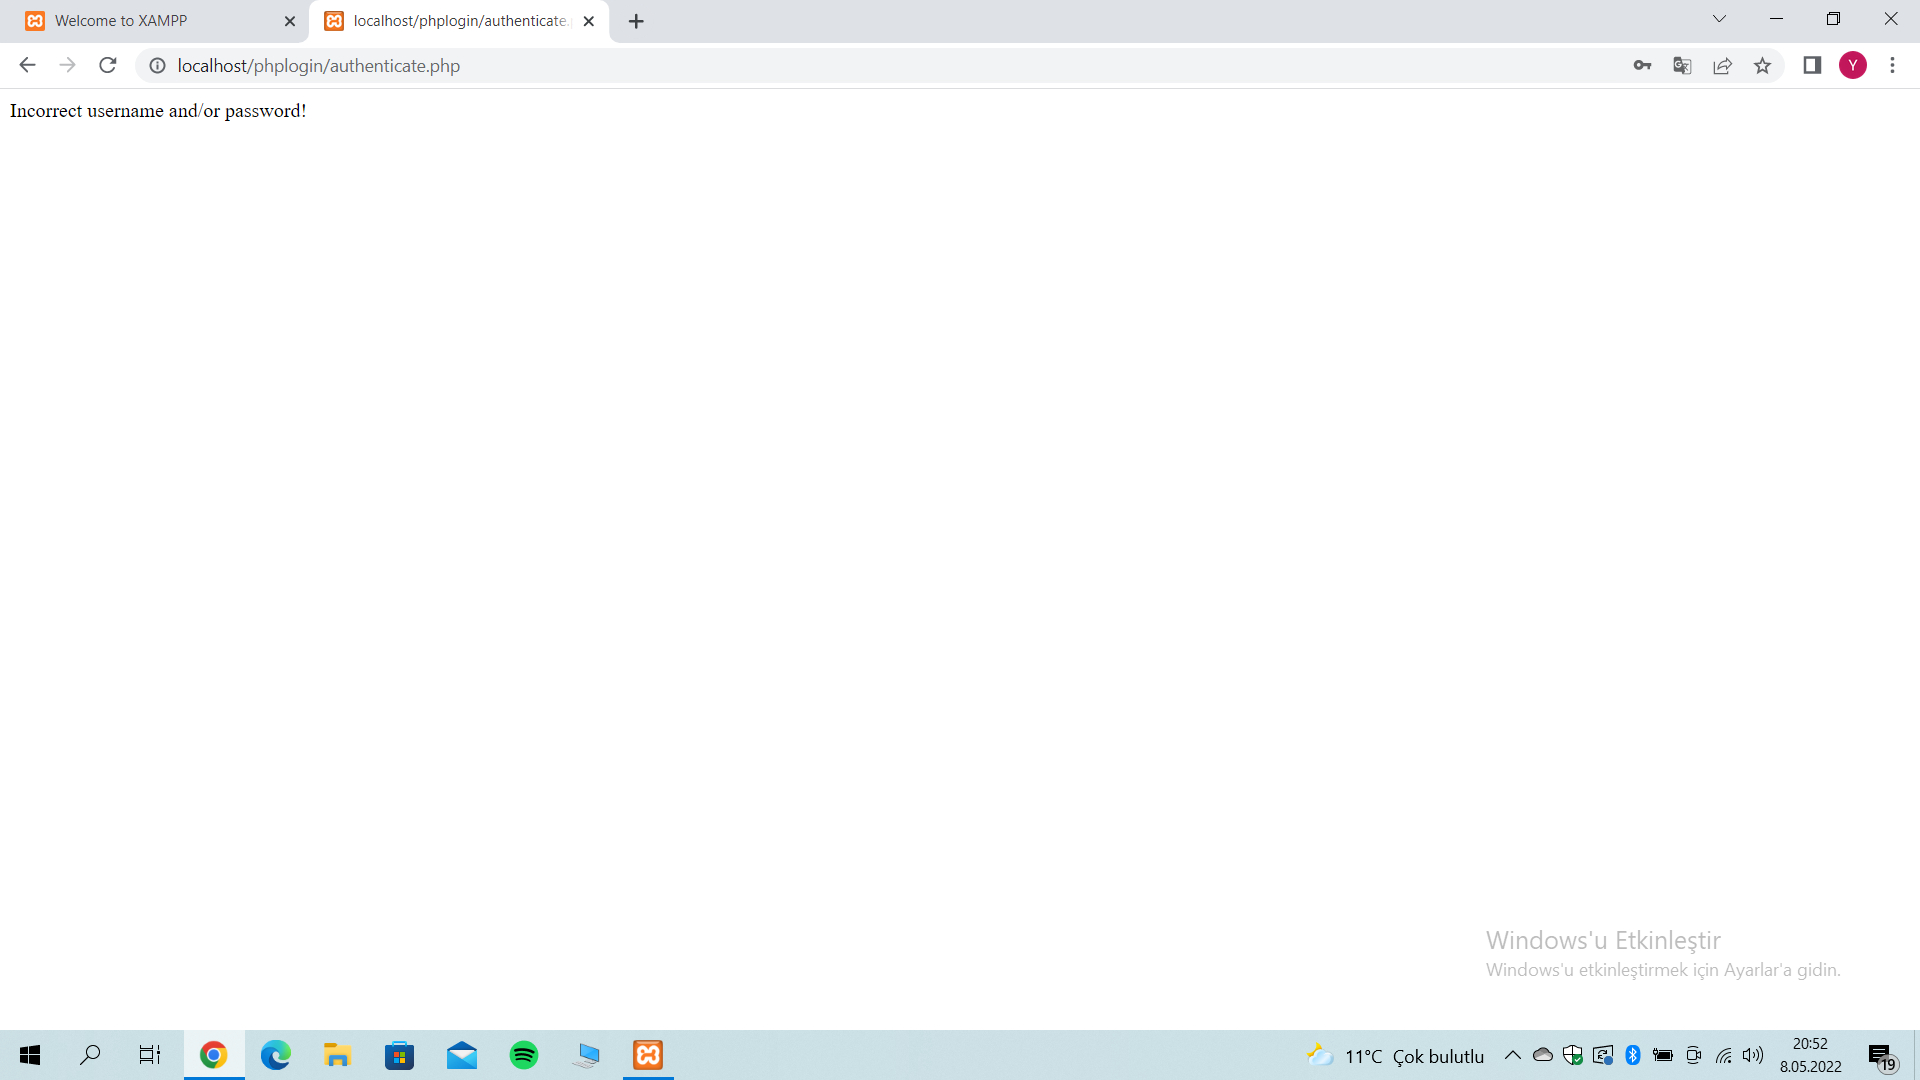 Welcome to XAMPP
localhost/phplogin/authenticate.
localhost/phplogin/authenticate.php
Y
Incorrect username and/or password!
Windows'u Etkinleştir
Windows'u etkinleştirmek için Ayarlar'a gidin.
11°C Çok bulutlu
20:52
8.05.2022
19